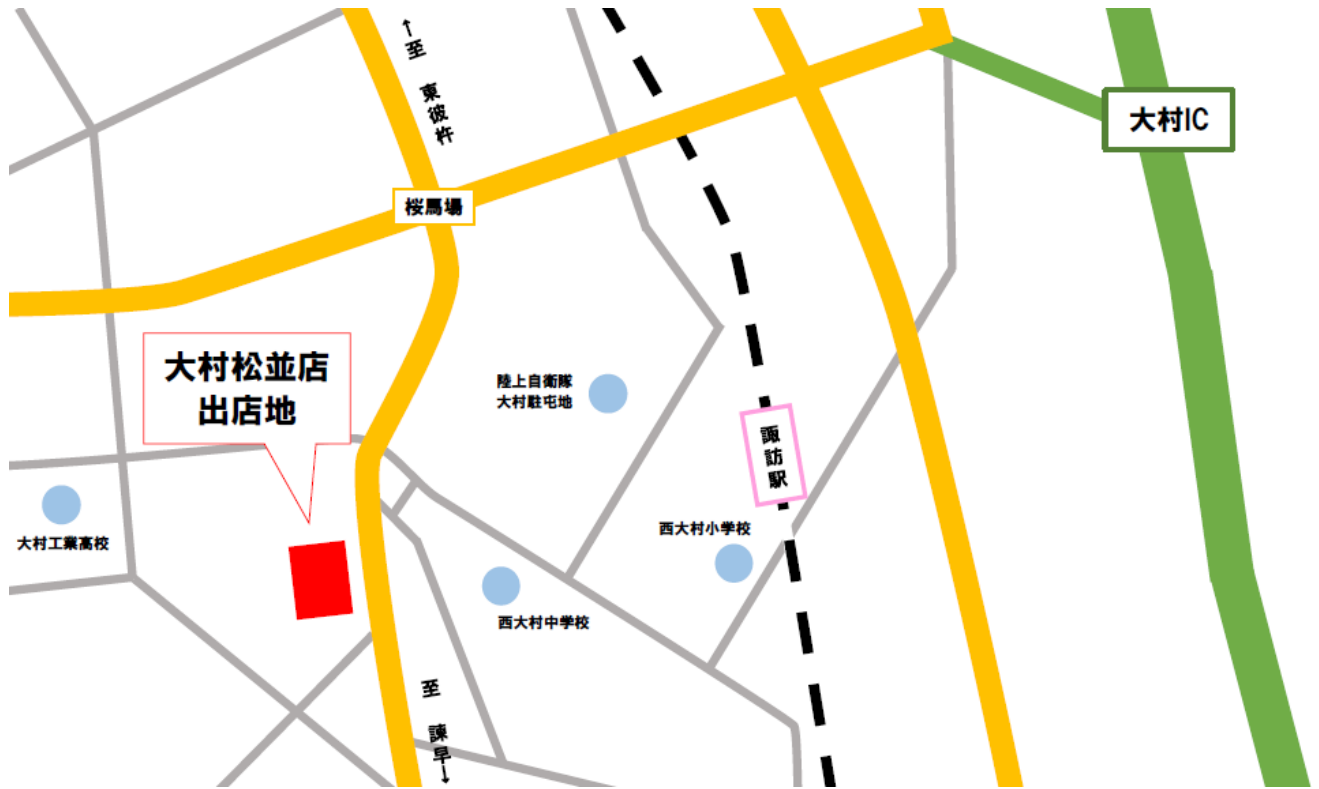 ↑至 東彼杵
大村IC
桜馬場
大村松並店
出店地
陸上自衛隊
大村駐屯地
諏訪駅
大村工業高校
西大村小学校
西大村中学校
至 諫早↓